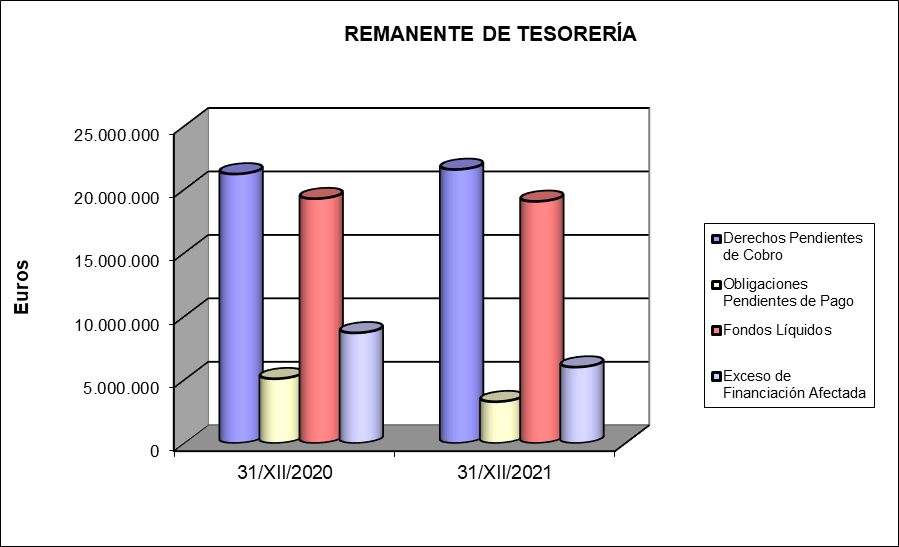 REMANENTE DE TESORERÍA
25.000.000
20.000.000
15.000.000
10.000.000
5.000.000
0
Euros
31/XII/2020
31/XII/2021
Derechos Pendientes
de Cobro
Obligaciones
Pendientes de Pago
Fondos Líquidos
Exceso de
Financiación Afectada